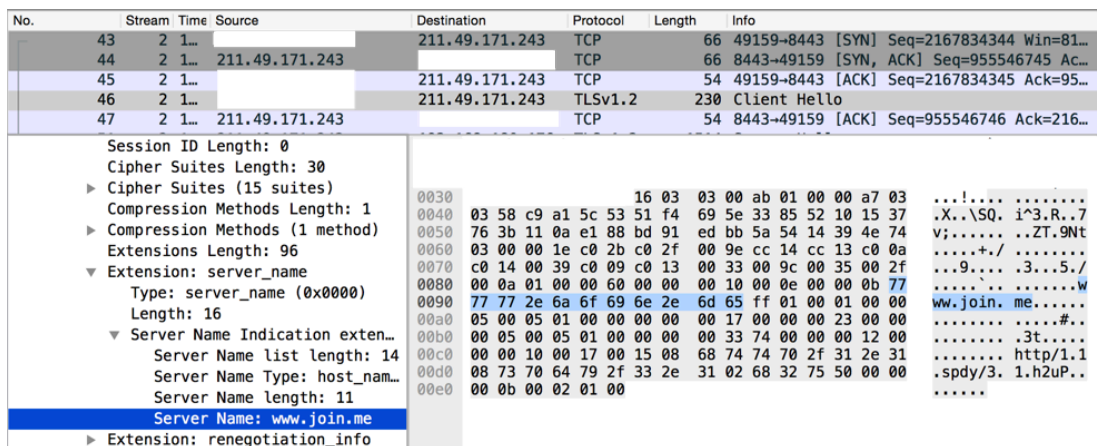 No. Stream Time Source Destination Protocol Length Info
43 2 1… 211.49.171.243 TCP 66 49159→8443 [SYN] Seq=2167834344 Win=81…
44 2 1… 211.49.171.243 TCP 66 8443→49159 [SYN, ACK] Seq=955546745 Ac…
45 2 1… 211.49.171.243 TCP 54 49159→8443 [ACK] Seq=2167834345 Ack=95…
46 2 1… 211.49.171.243 TLSv1.2 230 Client Hello
47 2 1… 211.49.171.243 TCP 54 8443→49159 [ACK] Seq=955546746 Ack=216…
Session ID Length: 0
Cipher Suites Length: 30
Cipher Suites (15 suites)
Compression Methods Length: 1
Compression Methods (1 method)
Extensions Length: 96
Extension: server_name
Type: server_name (0x0000)
Length: 16
Server Name Indication exten…
Server Name list length: 14
Server Name Type: host_nam…
Server Name length: 11
Server Name: www.join.me
Extension: renegotiation_info
0030 16 03 03 00 ab 01 00 00 a7 03 ...!.... ........
0040 03 58 c9 a1 5c 53 51 f4 69 5e 33 85 52 10 15 37 .X..\SQ. i^3.R..7
0050 76 3b 11 0a e1 88 bd 91 ed bb 5a 54 14 39 4e 74 v;...... ..ZT.9Nt
0060 03 00 00 1e c0 2b c0 2f 00 9e cc 14 cc 13 c0 0a .....+./ ........
0070 c0 14 00 39 c0 09 c0 13 00 33 00 9c 00 35 00 2f ...9.... .3...5./
0080 00 0a 01 00 00 60 00 00 00 10 00 0e 00 00 0b 77 .....`.. .......w
0090 77 77 2e 6a 6f 69 6e 2e 6d 65 ff 01 00 01 00 00 ww.join. me......
00a0 05 00 05 01 00 00 00 00 00 17 00 00 00 23 00 00 ........ .....#..
00b0 00 05 00 05 01 00 00 00 00 33 74 00 00 00 12 00 ........ .3t.....
00c0 00 00 10 00 17 00 15 08 68 74 74 70 2f 31 2e 31 ........ http/1.1
00d0 08 73 70 64 79 2f 33 2e 31 02 68 32 75 50 00 00 .spdy/3. 1.h2uP..
00e0 00 0b 00 02 01 00 ......